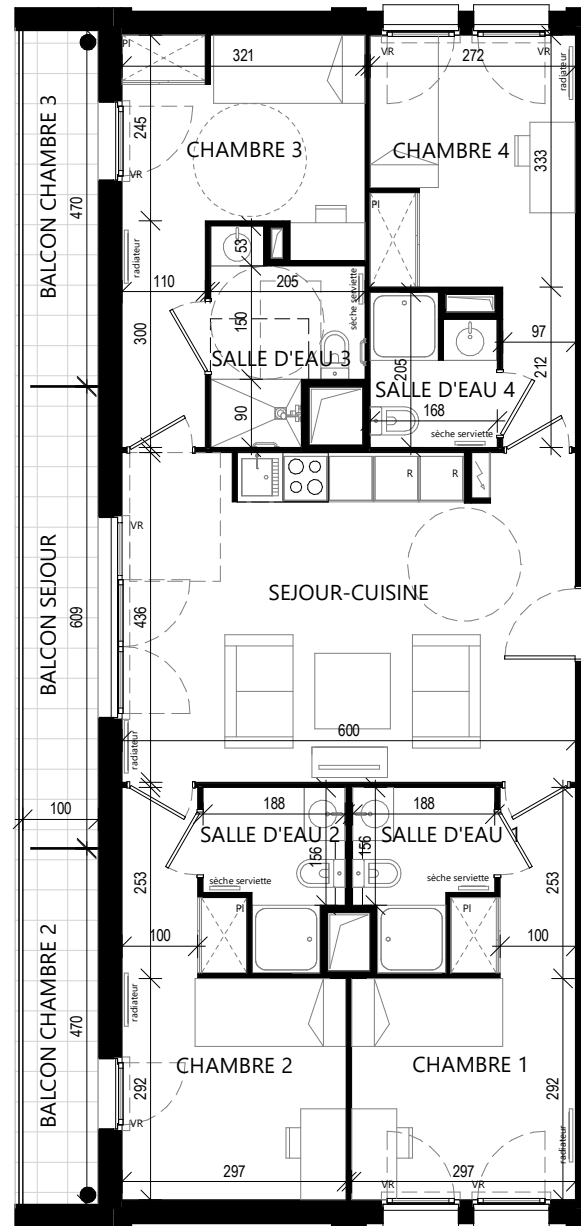 PI
321
VR
VR
272
VR
radiateur
BALCON CHAMBRE 3
470
245
CHAMBRE 3
CHAMBRE 4
333
VR
PI
radiateur
53
110
205
sèche serviette
300
150
SALLE D'EAU 3
97
212
205
SALLE D'EAU 4
90
168
sèche serviette
R
R
VR
BALCON SEJOUR
609
436
SEJOUR-CUISINE
radiateur
600
100
188
188
SALLE D'EAU 2
SALLE D'EAU 1
156
156
253
253
sèche serviette
sèche serviette
PI
PI
100
100
BALCON CHAMBRE 2
470
radiateur
CHAMBRE 2
CHAMBRE 1
292
292
VR
radiateur
297
297
VR
VR